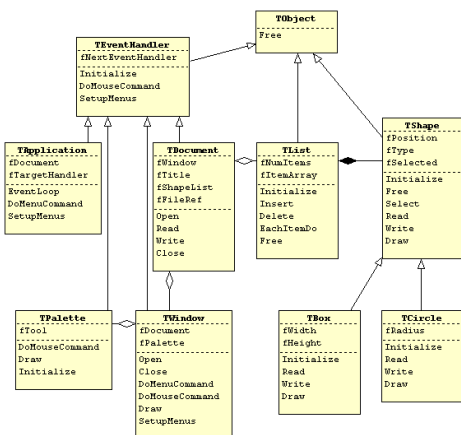 TObject
Free
TEventHandler
fNextEventHandler
Initialize
DoMouseCommand
SetupMenus
TApplication
fDocument
fTargetHandler
EventLoop
DoMenuCommand
SetupMenus
TDocument
fWindow
fTitle
fShapeList
fFileRef
Open
Read
Write
Close
TList
fNumItems
fItemArray
Initialize
Insert
Delete
EachItemDo
Free
TShape
fPosition
fType
fSelected
Initialize
Free
Select
Read
Write
Draw
TPalette
fTool
DoMouseCommand
Draw
Initialize
TWindow
fDocument
fPalette
Open
Close
DoMenuCommand
DoMouseCommand
Draw
SetupMenus
TBox
fWidth
fHeight
Initialize
Read
Write
Draw
TCircle
fRadius
Initialize
Read
Write
Draw